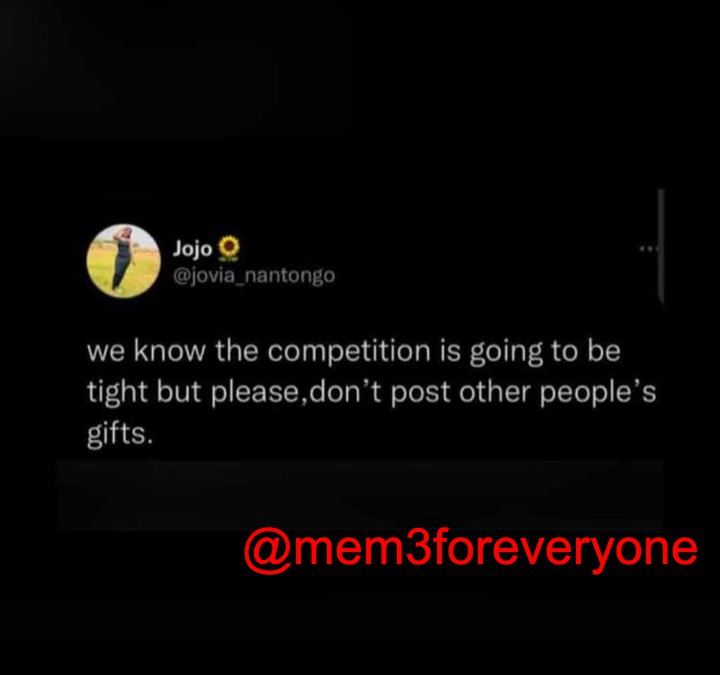 Jojo 🌻
@jovia_nantongo
...
we know the competition is going to be
tight but please,don’t post other people’s
gifts.
@mem3foreveryone